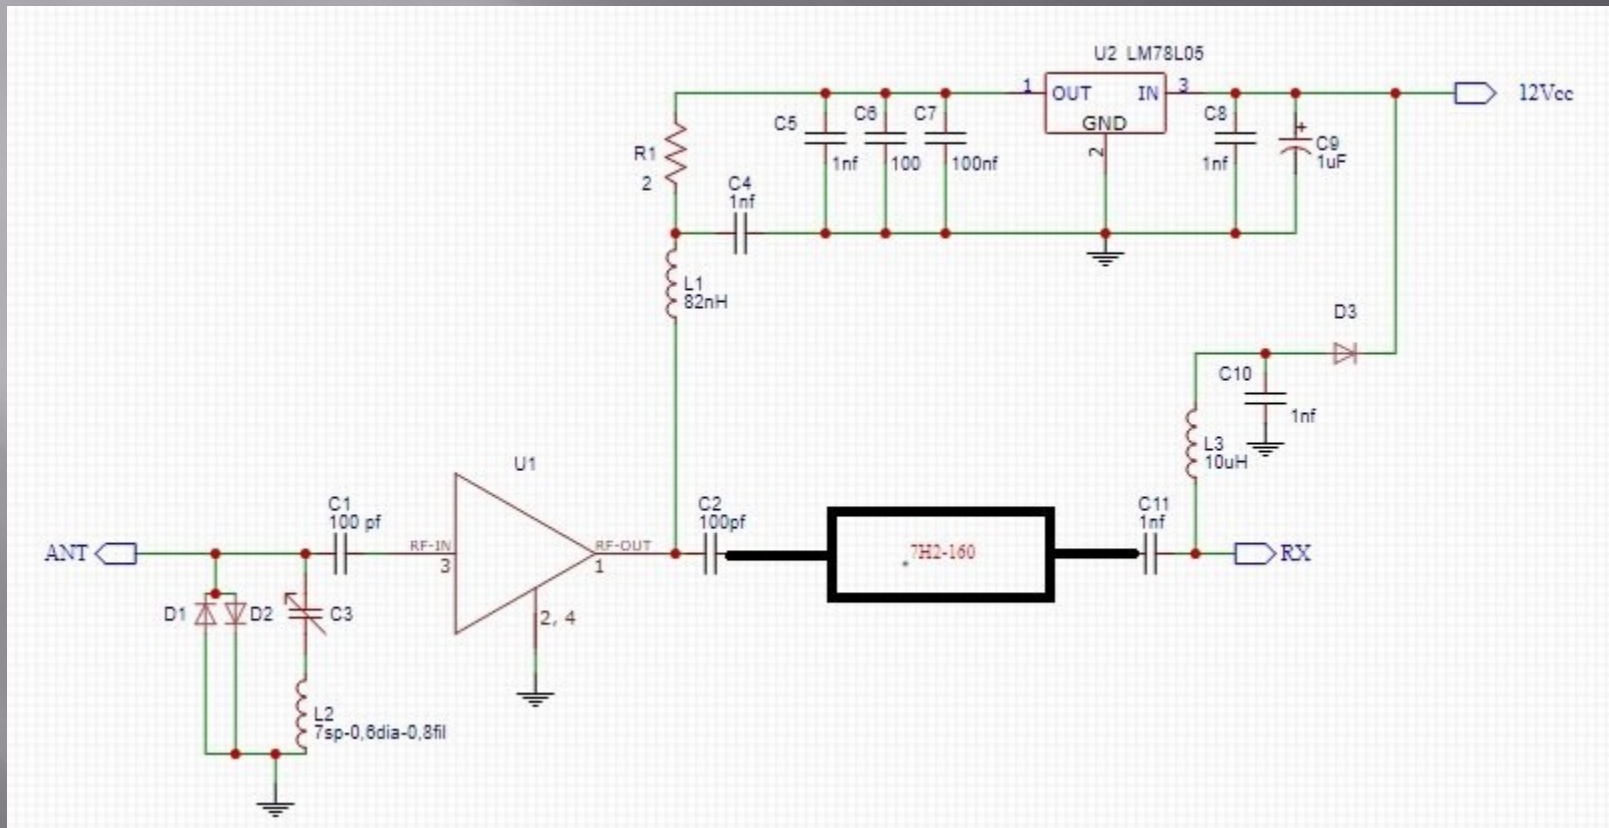 U2 LM78L05
1
OUT
IN
3
12Vcc
GND
2
C5
1nf
C6
100
C7
100nf
C8
1nf
C9
1uF
R1
2
C4
1nf
L1
82nH
D3
C10
1nf
L3
10uH
U1
C1
100 pf
C2
100pf
C11
1nf
ANT
RF-IN
3
RF-OUT
1
7H2-160
RX
D1
D2
C3
2, 4
L2
7sp-0,6dia-0,8fil